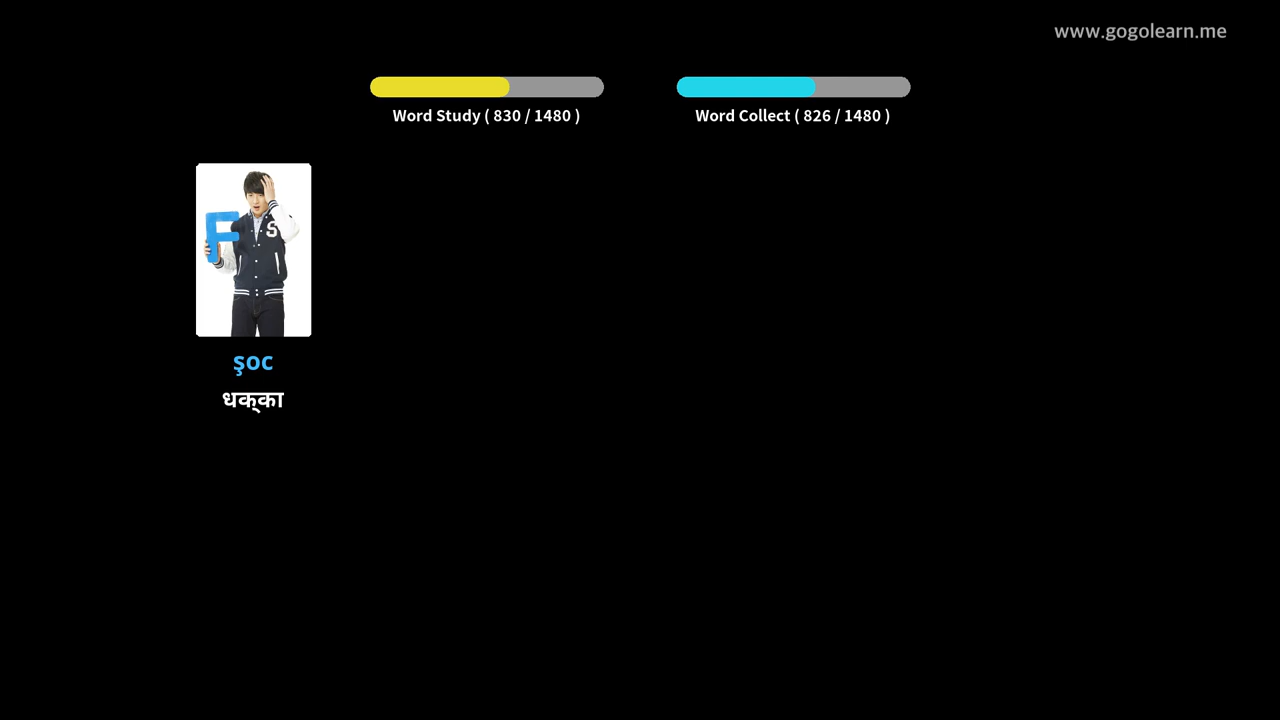 www.gogolearn.me
Word Study ( 830 / 1480 )
Word Collect ( 826 / 1480 )
F
S
şoc
धक्का